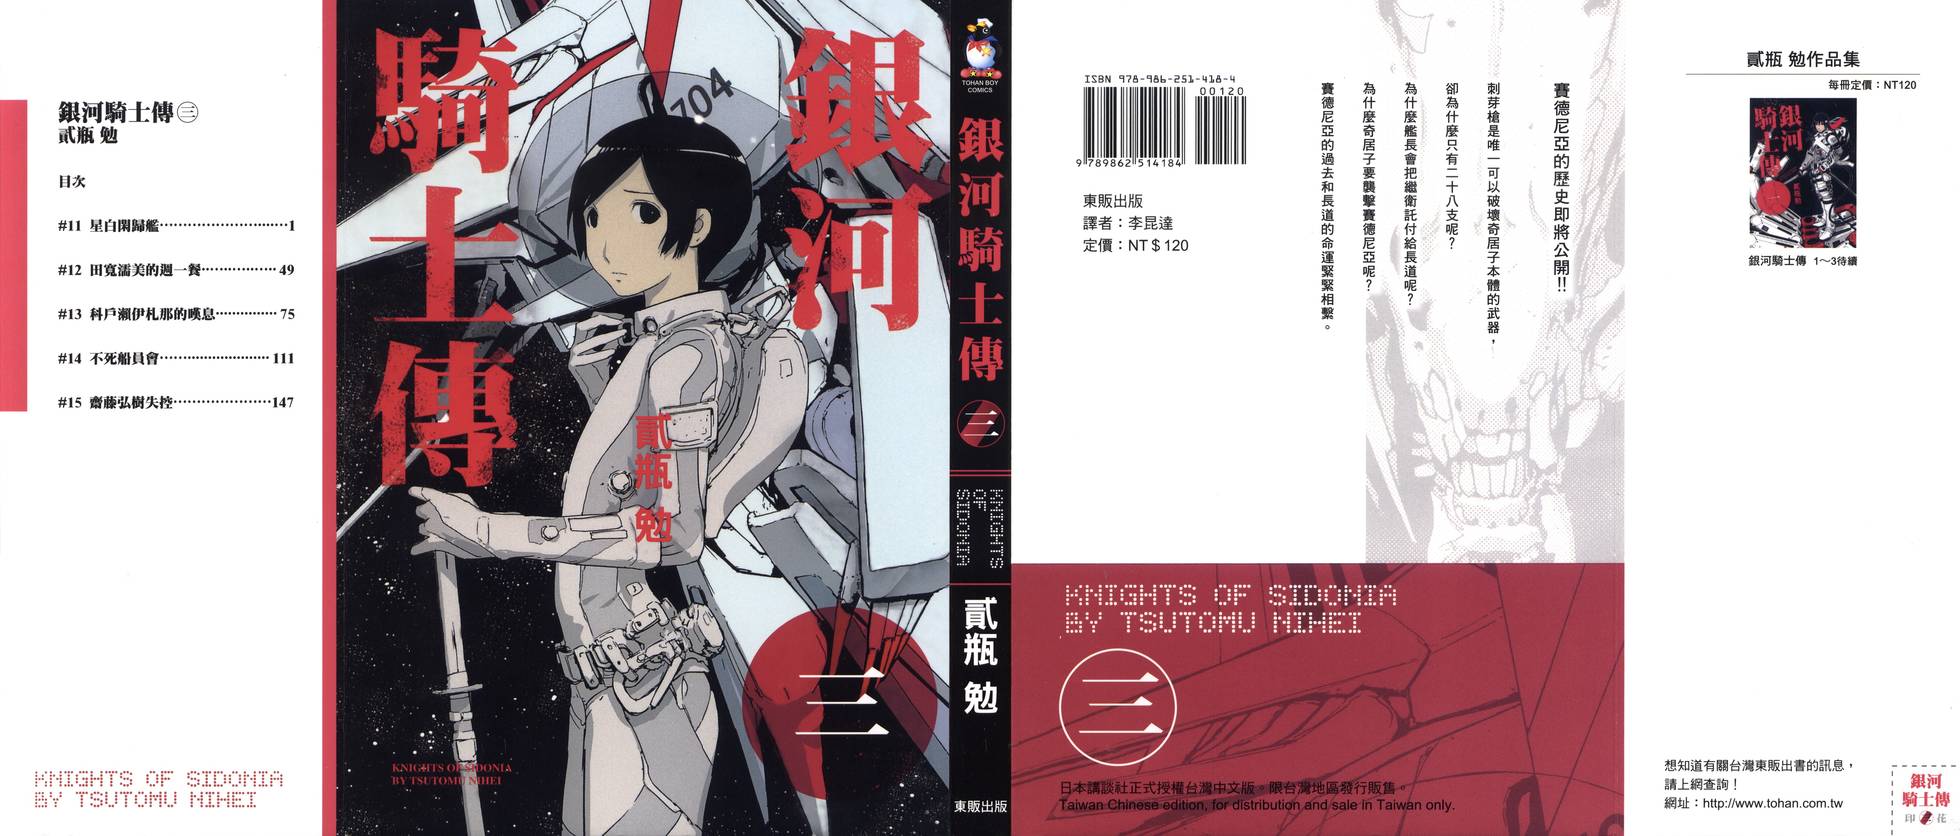 銀河騎士傳㊂
貳瓶 勉
目次
#11 星白閑歸艦………………………1
#12 田寬濡美的週一餐……………… 49
#13 科戶瀨伊札那的嘆息…………… 75
#14 不死船員會……………………… 111
#15 齋藤弘樹失控……………………147
KNIGHTS OF SIDONIA
BY TSUTOMU NIHEI
銀河
騎士傳
704
貳瓶 勉
三
KNIGHTS OF SIDONIA
BY TSUTOMU NIHEI
TOHAN BOY
COMICS
銀河騎士傳
三
KNIGHTS
OF
SIDONIA
貳瓶 勉
東販出版
ISBN 978-986-251-418-4
00120
9 789862 514184
東販出版
譯者：李昆達
定價：NT＄120
賽德尼亞的歷史即將公開!!
刺芽槍是唯一可以破壞奇居子本體的武器，
卻為什麼只有二十八支呢？
為什麼艦長會把繼衛託付給長道呢？
為什麼奇居子要襲擊賽德尼亞呢？
賽德尼亞的過去和長道的命運緊緊相繫。
KNIGHTS OF SIDONIA
BY TSUTOMU NIHEI
三
日本講談社正式授權台灣中文版。限台灣地區發行販售。
Taiwan Chinese edition, for distribution and sale in Taiwan only.
貳瓶 勉作品集
每冊定價：NT120
銀河
騎士傳
一
貳瓶勉
銀河騎士傳 1～3待續
想知道有關台灣東販出書的訊息，
請上網查詢！
網址：http://www.tohan.com.tw
銀河
騎士傳
印 三 花